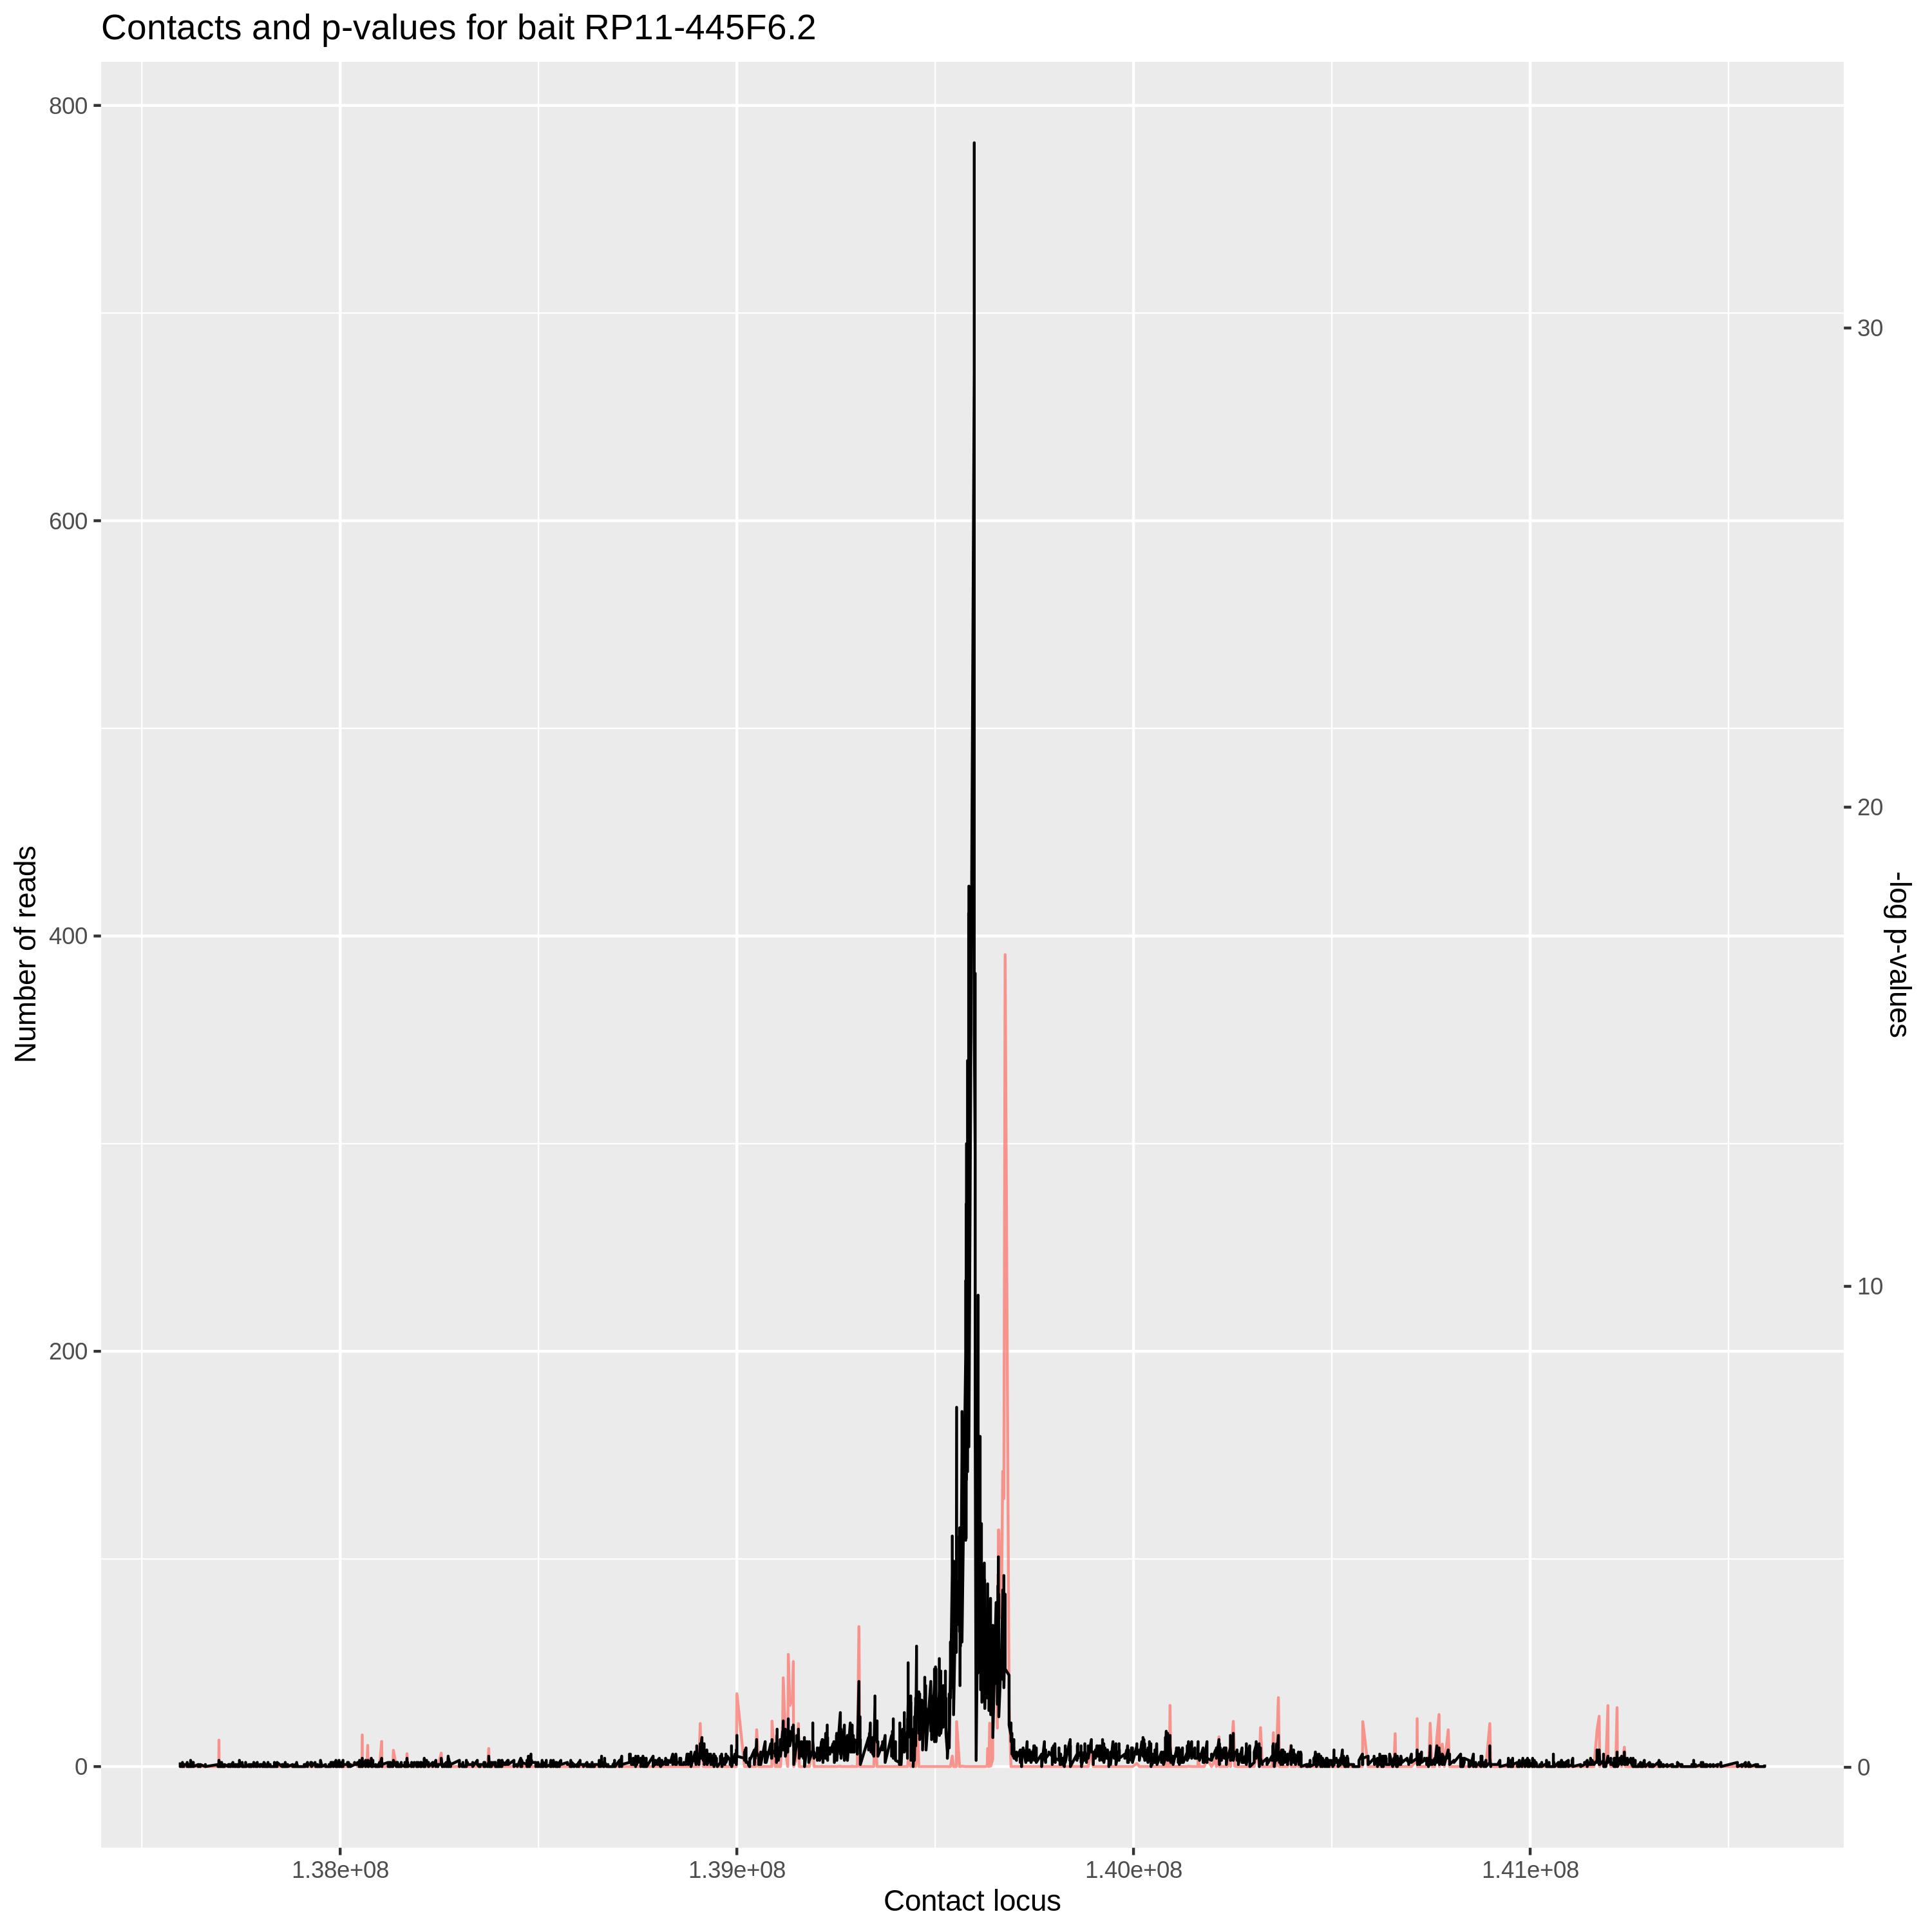 Contacts and p-values for bait RP11-445F6.2
800
600
400
200
0
Number of reads
30
20
10
0
-log p-values
1.38e+08
1.39e+08
1.40e+08
1.41e+08
Contact locus